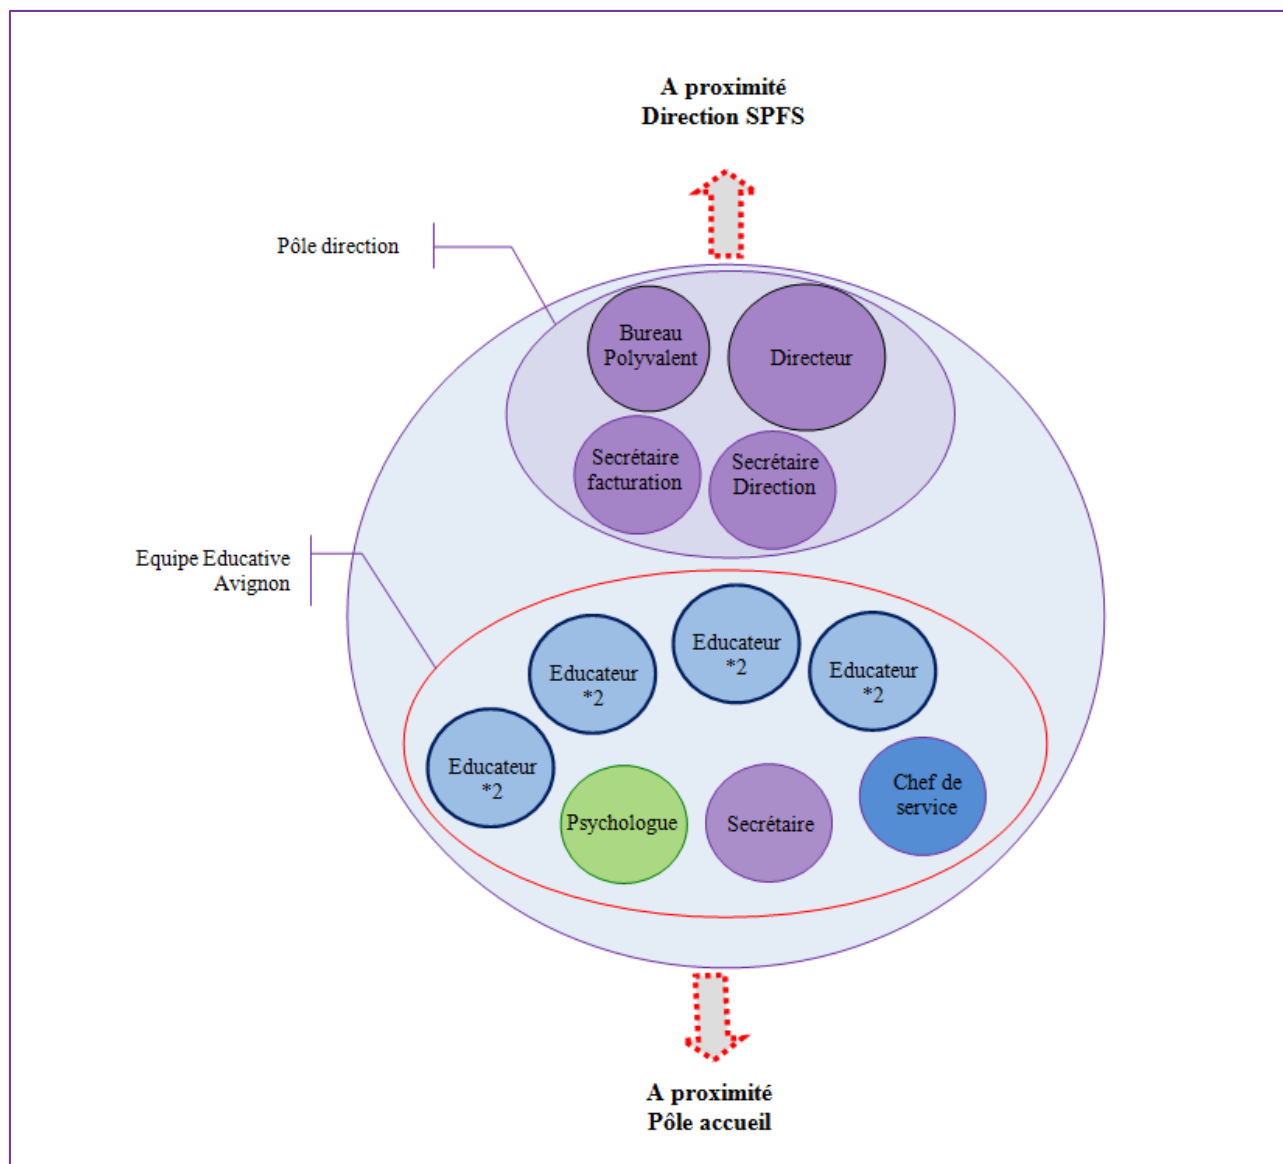 A proximité
Direction SPFS
Pôle direction
Bureau
Polyvalent
Directeur
Secrétaire
facturation
Secrétaire
Direction
Equipe Educative
Avignon
Educateur
*2
Educateur
*2
Educateur
*2
Educateur
*2
Psychologue
Secrétaire
Chef de
service
A proximité
Pôle accueil